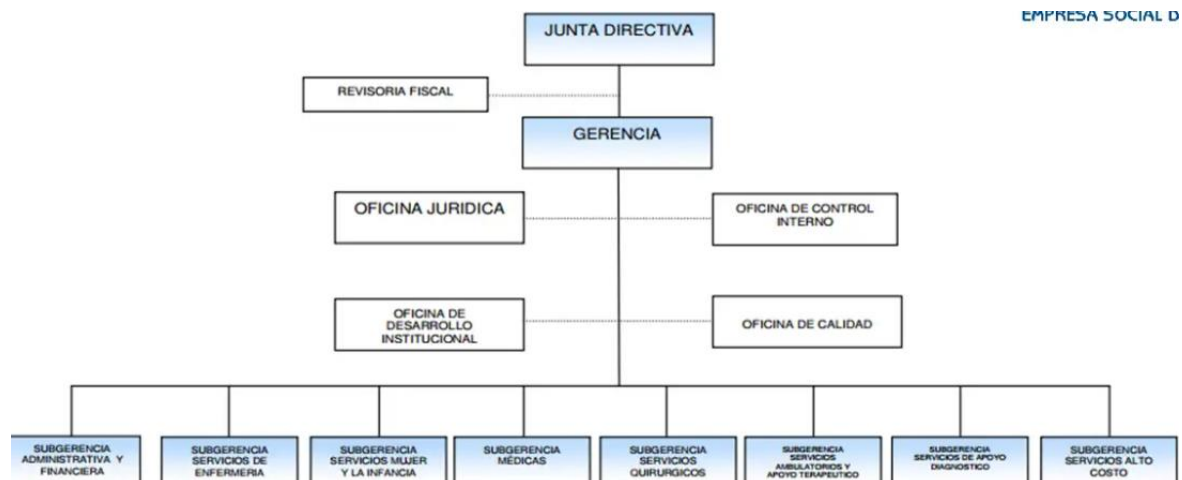 EMPRESA SOCIAL D
JUNTA DIRECTIVA
REVISORIA FISCAL
GERENCIA
OFICINA JURIDICA
OFICINA DE CONTROL
INTERNO
OFICINA DE
DESARROLLO
INSTITUCIONAL
OFICINA DE CALIDAD
SUBGERENCIA
ADMINISTRATIVA Y
FINANCIERA
SUBGERENCIA
SERVICIOS DE
ENFERMERIA
SUBGERENCIA
SERVICIOS MUJER
Y LA INFANCIA
SUBGERENCIA
MÉDICAS
SUBGERENCIA
SERVICIOS
QUIRURGICOS
SUBGERENCIA
SERVICIOS
AMBULATORIOS Y
APOYO TERAPEUTICO
SUBGERENCIA
SERVICIOS DE APOYO
DIAGNOSTICO
SUBGERENCIA
SERVICIOS ALTO
COSTO